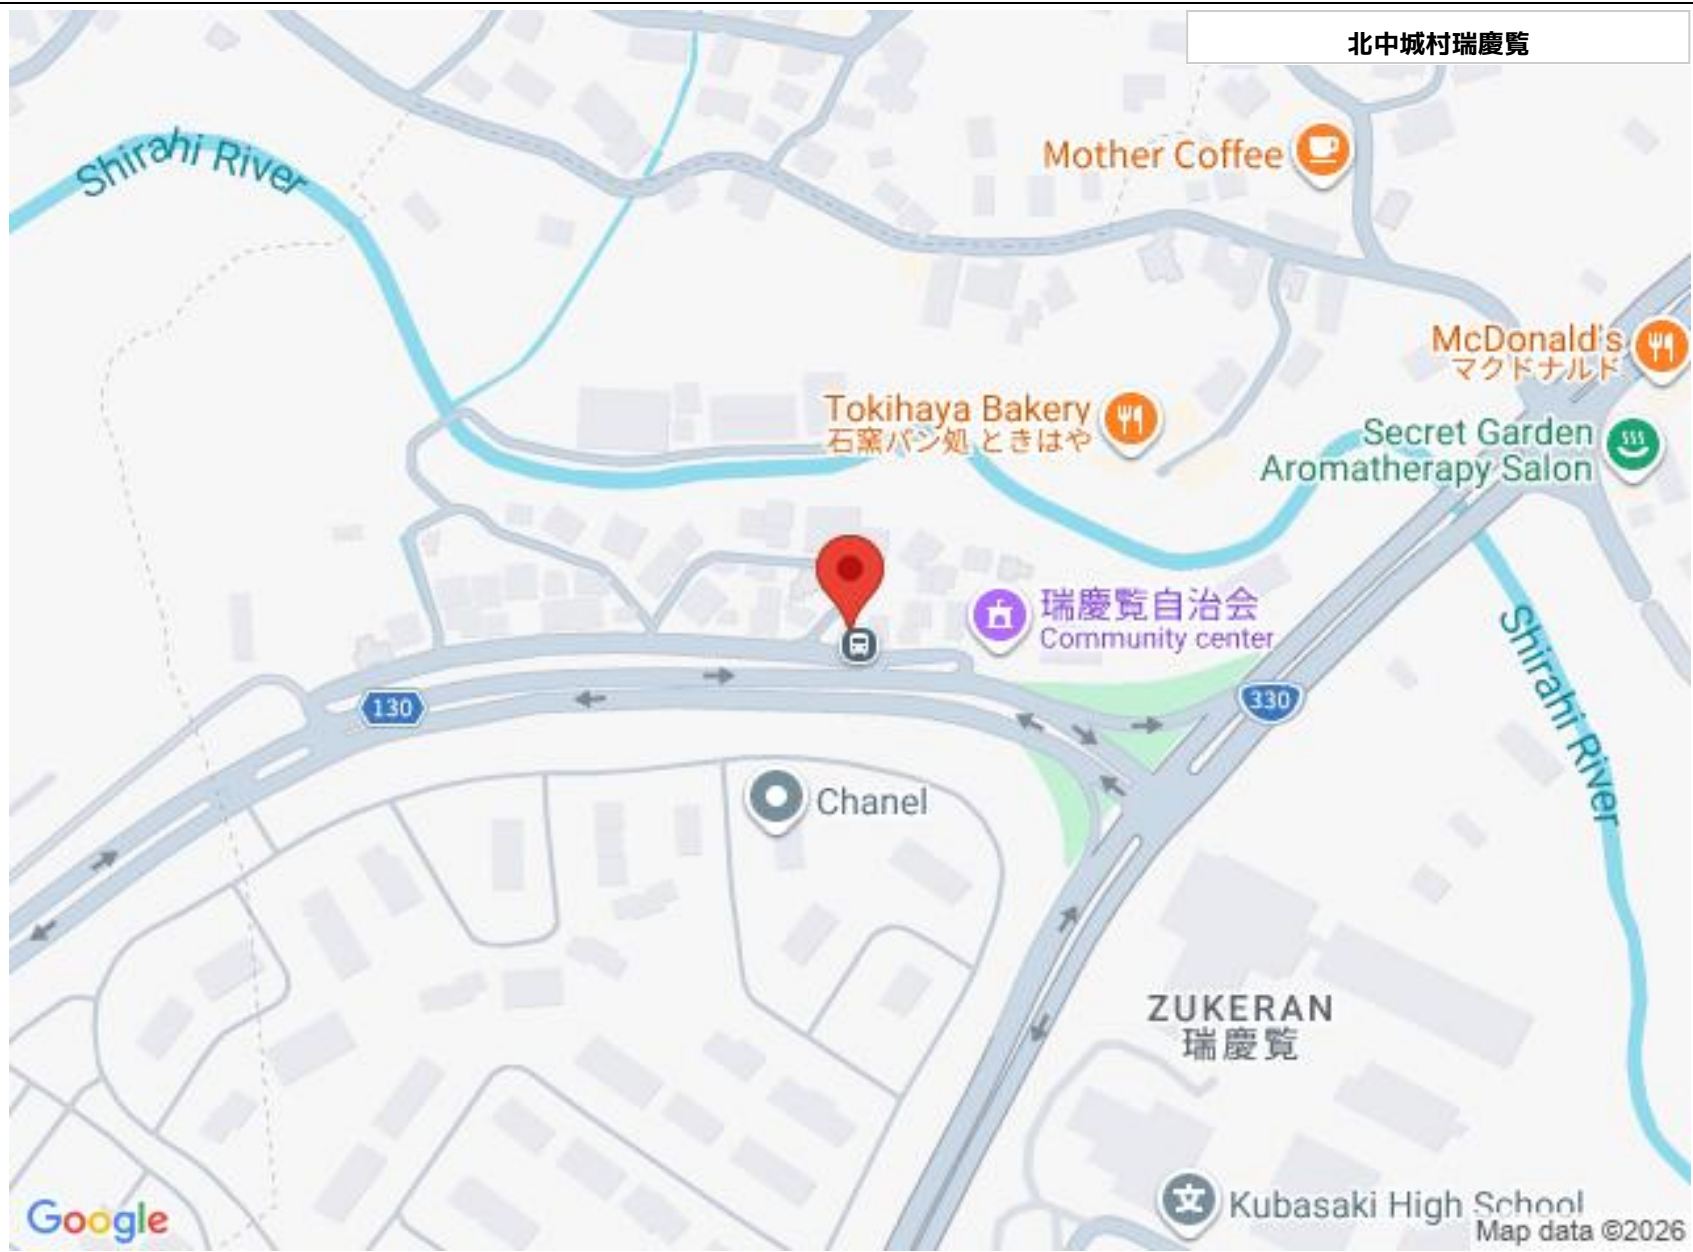 北中城村瑞慶覧
Shirahi River
Mother Coffee
McDonald's
マクドナルド
Tokihaya Bakery
石窯パン処 ときはや
Secret Garden
Aromatherapy Salon
瑞慶覧自治会
Community center
Shirahi River
130
330
Chanel
ZUKERAN
瑞慶覧
文
Kubasaki High School
Google
Map data ©2026